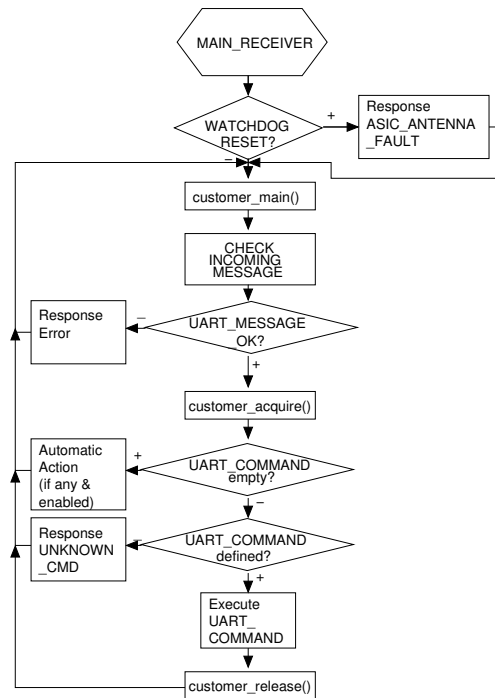 MAIN_RECEIVER
WATCHDOG
RESET?
+
Response
ASIC_ANTENNA
_FAULT
–
customer_main()
CHECK
INCOMING
MESSAGE
Response
Error
–
UART_MESSAGE
_OK?
+
customer_acquire()
Automatic
Action
(if any &
enabled)
+
UART_COMMAND
empty?
–
Response
UNKNOWN
_CMD
–
UART_COMMAND
defined?
+
Execute
UART_
COMMAND
customer_release()